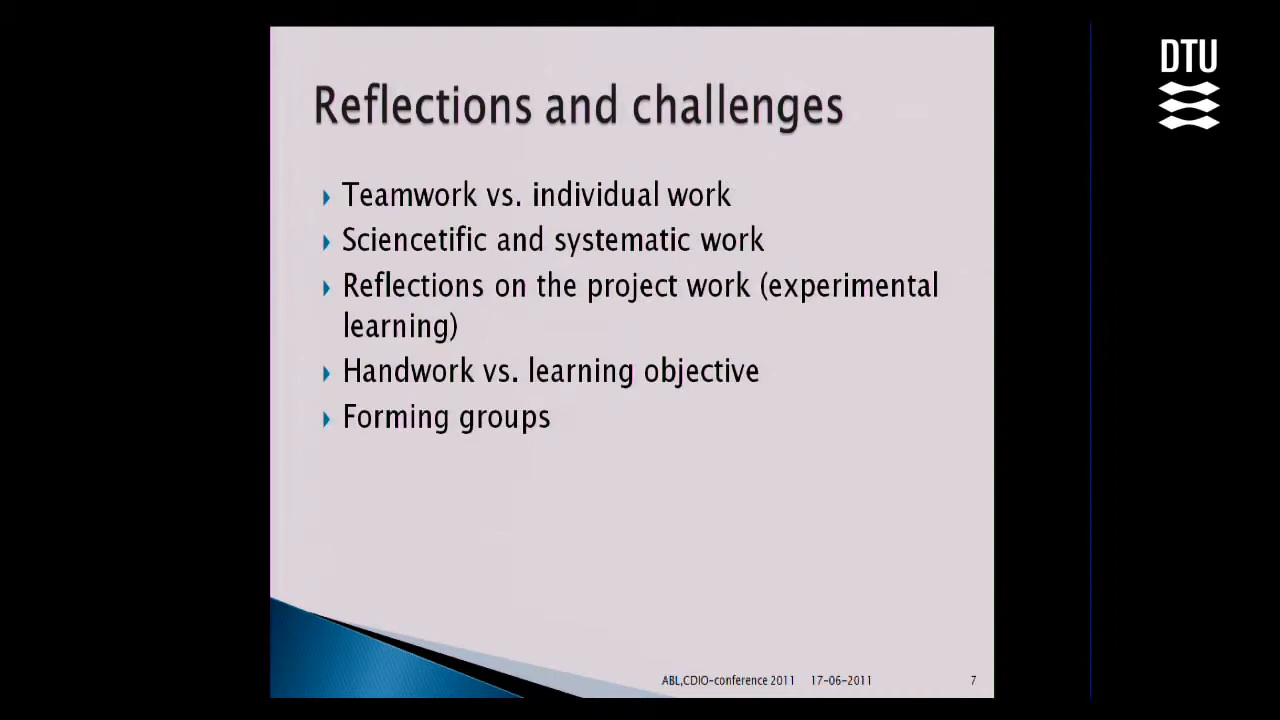 DTU
Reflections and challenges
Teamwork vs. individual work
Sciencetific and systematic work
Reflections on the project work (experimental
learning)
Handwork vs. learning objective
Forming groups
ABL,CDIO-conference 2011 17-06-2011 7